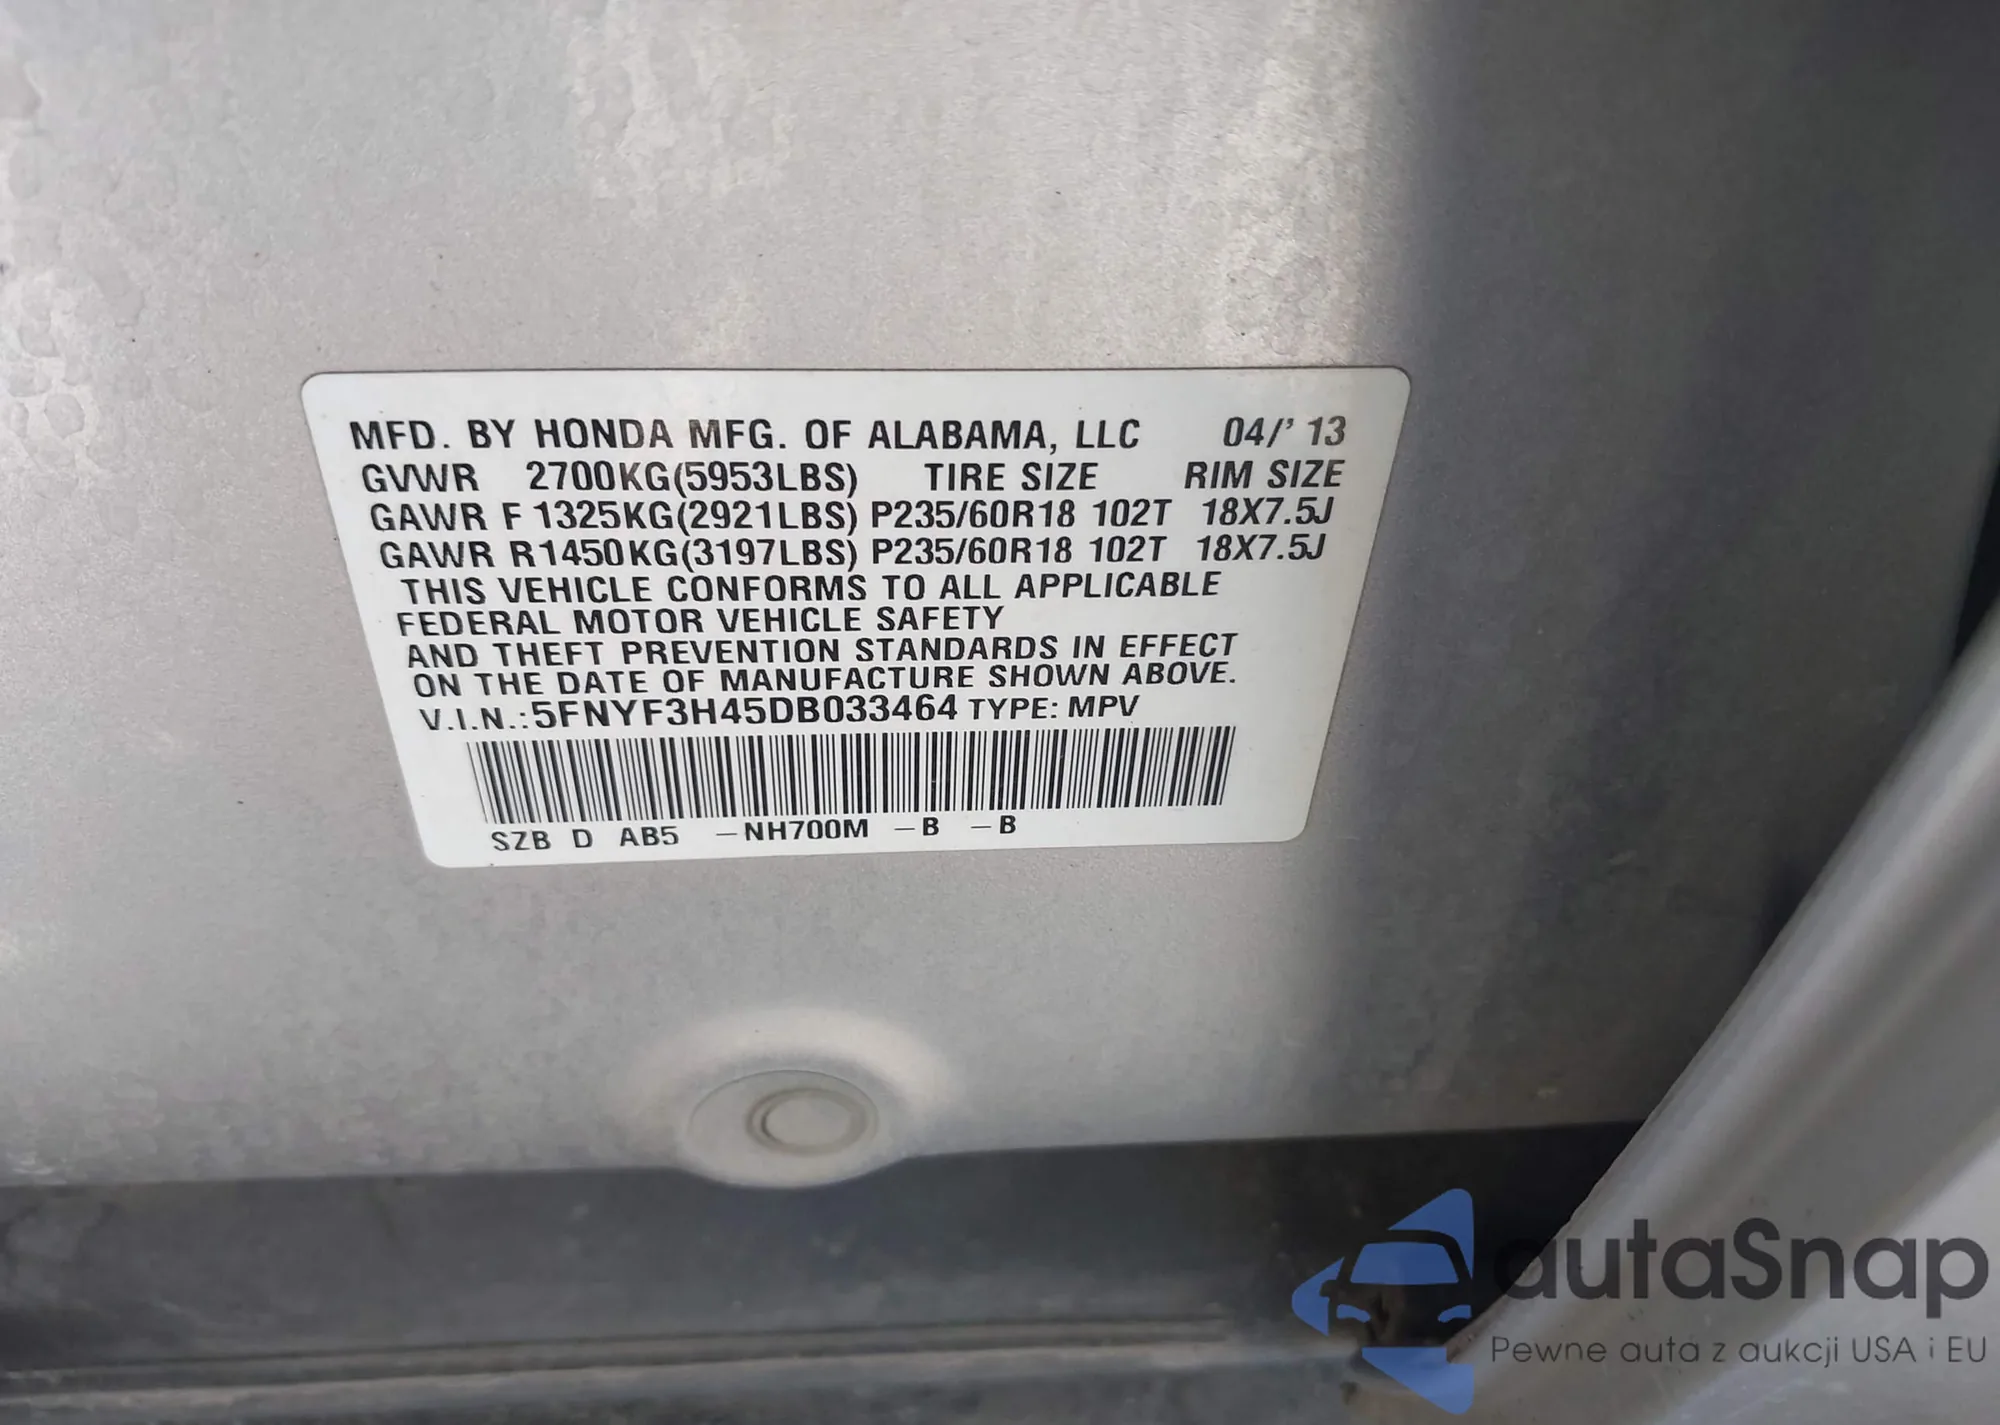 MFD. BY HONDA MFG. OF ALABAMA, LLC 04/' 13
GVWR 2700KG(5953LBS) TIRE SIZE RIM SIZE
GAWR F 1325KG(2921LBS) P235/60R18 102T 18X7.5J
GAWR R1450KG(3197LBS) P235/60R18 102T 18X7.5J
THIS VEHICLE CONFORMS TO ALL APPLICABLE
FEDERAL MOTOR VEHICLE SAFETY
AND THEFT PREVENTION STANDARDS IN EFFECT
ON THE DATE OF MANUFACTURE SHOWN ABOVE.
V.I.N.:5FNYF3H45DB033464 TYPE: MPV
SZB D AB5 -NH700M -B -B
autaSnap
Pewne auta z aukcji USA i EU